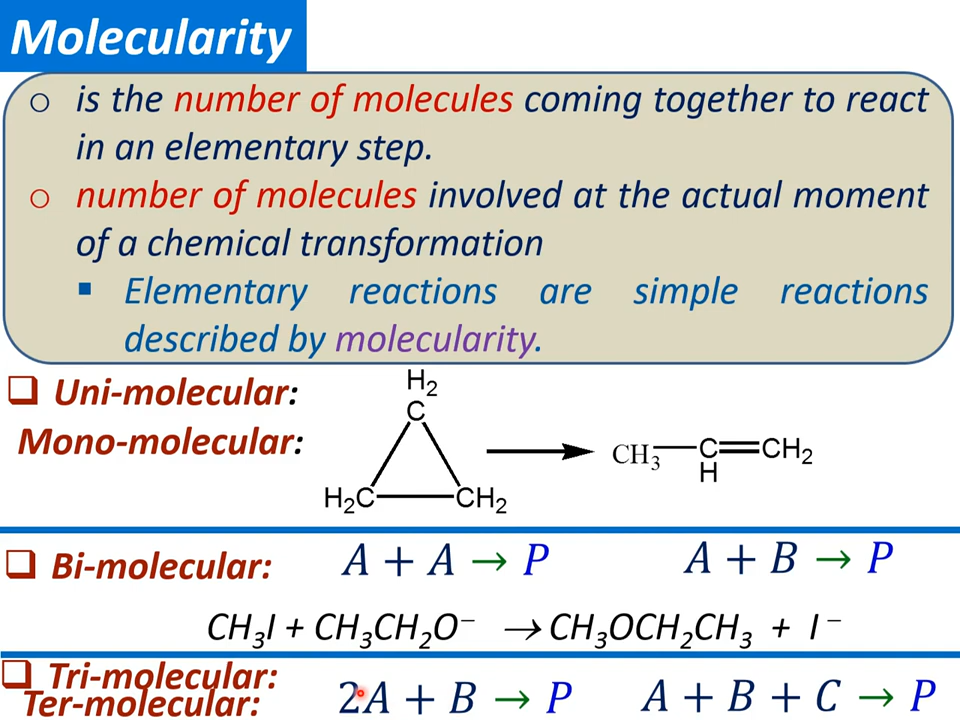 Molecularity
o is the number of molecules coming together to react
in an elementary step.
o number of molecules involved at the actual moment
of a chemical transformation
▪ Elementary reactions are simple reactions
described by molecularity.
❑ Uni-molecular:
Mono-molecular:
H₂
C
H₂C CH₂
CH₃ C CH₂
H
❑ Bi-molecular: A + A → P A + B → P
CH₃I + CH₃CH₂O⁻ → CH₃OCH₂CH₃ + I⁻
❑ Tri-molecular:
Ter-molecular: 2A + B → P A + B + C → P